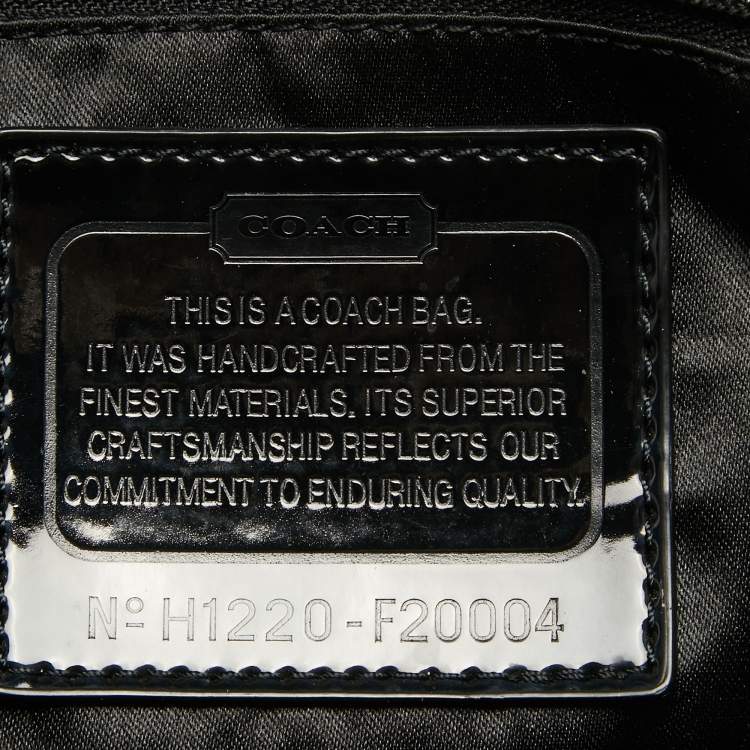 COACH
THIS IS A COACH BAG.
IT WAS HANDCRAFTED FROM THE
FINEST MATERIALS. ITS SUPERIOR
CRAFTSMANSHIP REFLECTS OUR
COMMITMENT TO ENDURING QUALITY.
Nº H1220-F20004